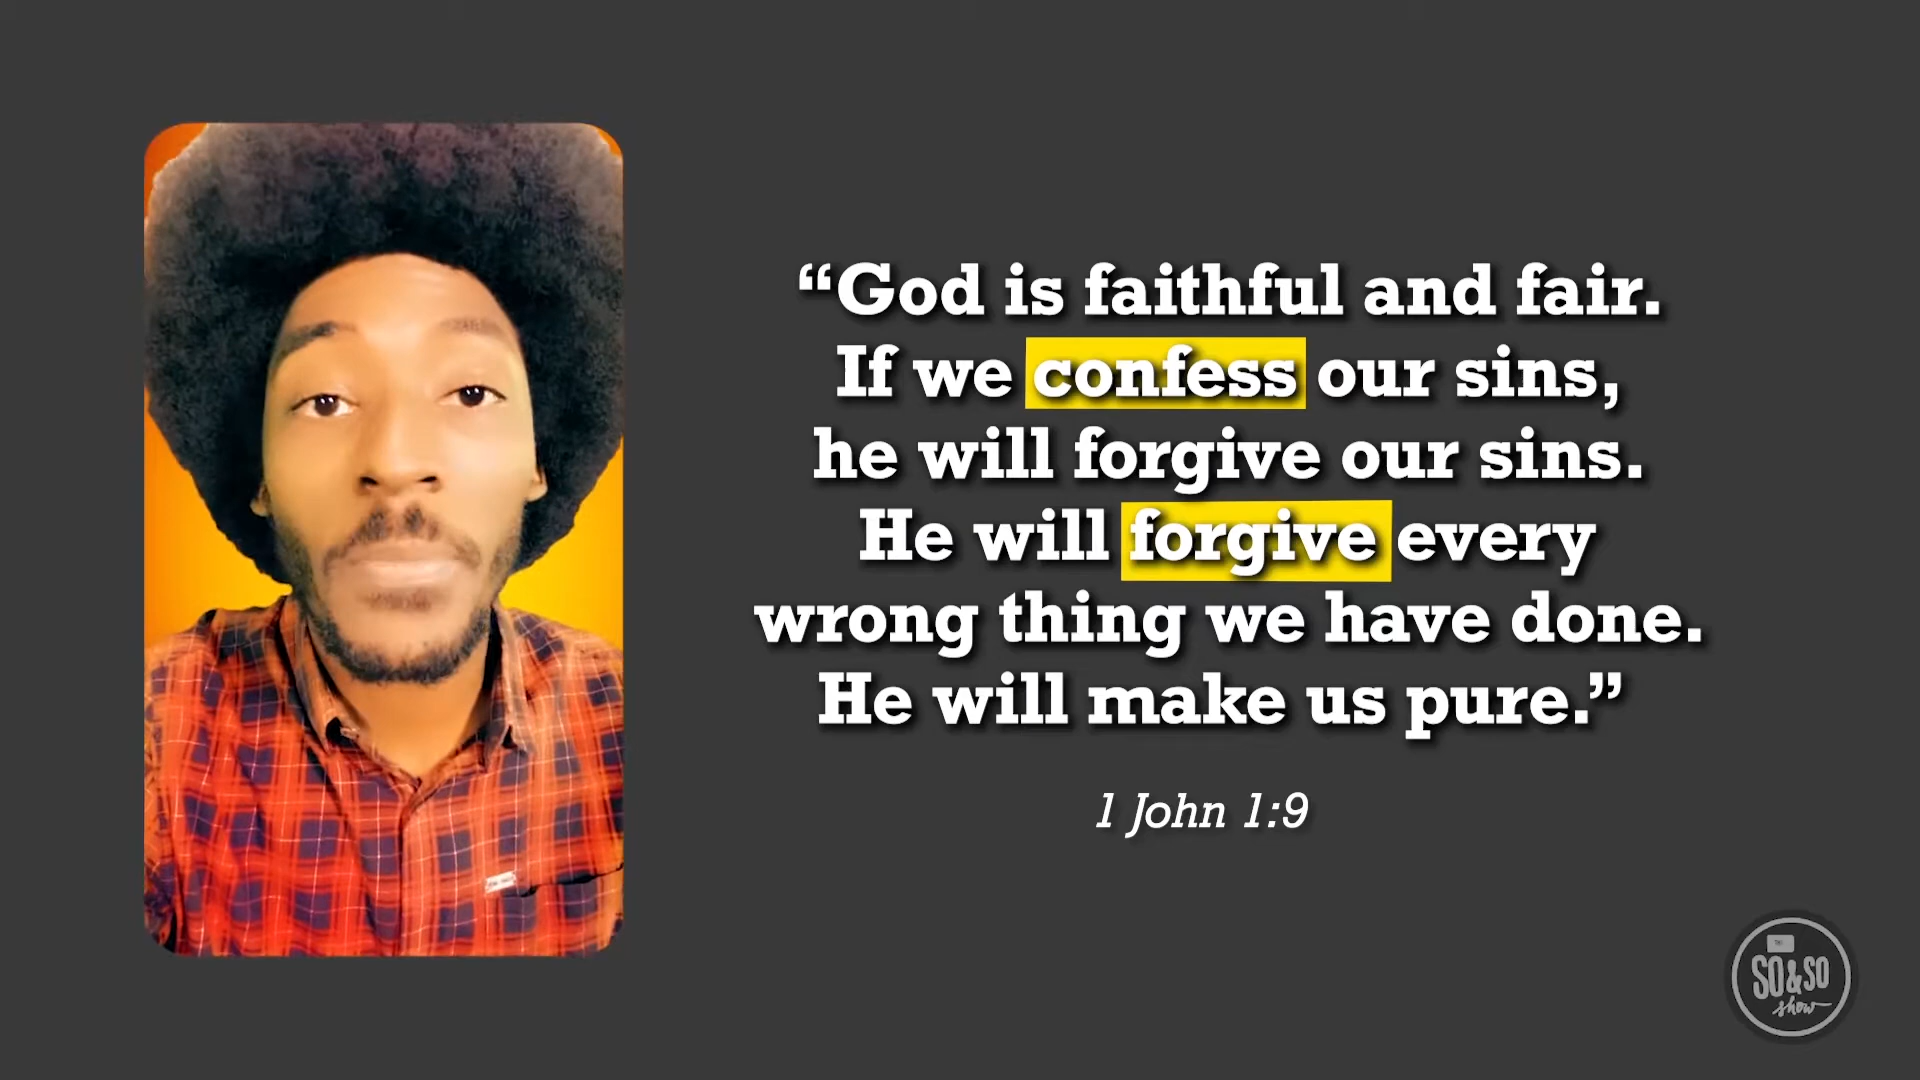 “God is faithful and fair.
If we confess our sins,
he will forgive our sins.
He will forgive every
wrong thing we have done.
He will make us pure.”
1 John 1:9
SO & SO
show